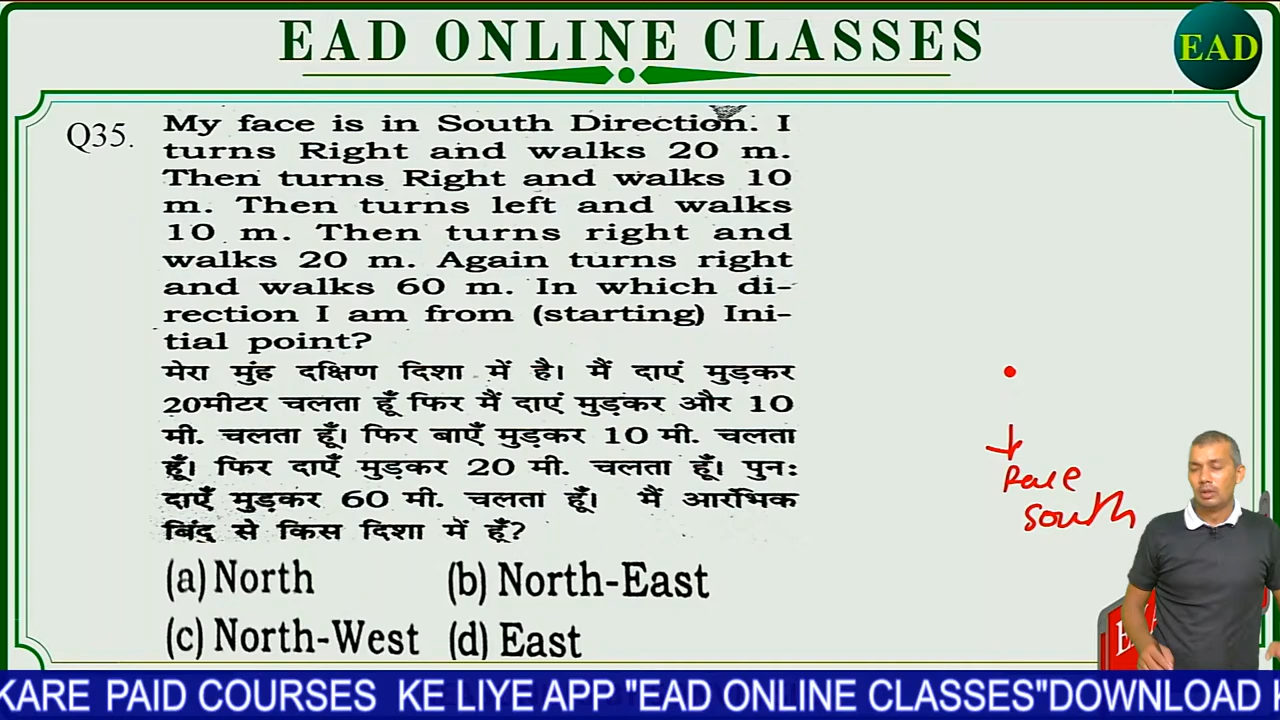 EAD ONLINE CLASSES
EAD
Q35.
My face is in South Direction. I
turns Right and walks 20 m.
Then turns Right and walks 10
m. Then turns left and walks
10 m. Then turns right and
walks 20 m. Again turns right
and walks 60 m. In which di-
rection I am from (starting) Ini-
tial point?
मेरा मुंह दक्षिण दिशा में है। मैं दाएं मुड़कर
20मीटर चलता हूँ फिर मैं दाएं मुड़कर और 10
मी. चलता हूँ। फिर बाएँ मुड़कर 10 मी. चलता
हूँ। फिर दाएँ मुड़कर 20 मी. चलता हूँ। पुनः
दाएँ मुड़कर 60 मी. चलता हूँ। मैं आरंभिक
बिंदु से किस दिशा में हूँ?
(a) North (b) North-East
(c) North-West (d) East
south
KARE PAID COURSES KE LIYE APP "EAD ONLINE CLASSES"DOWNLOAD